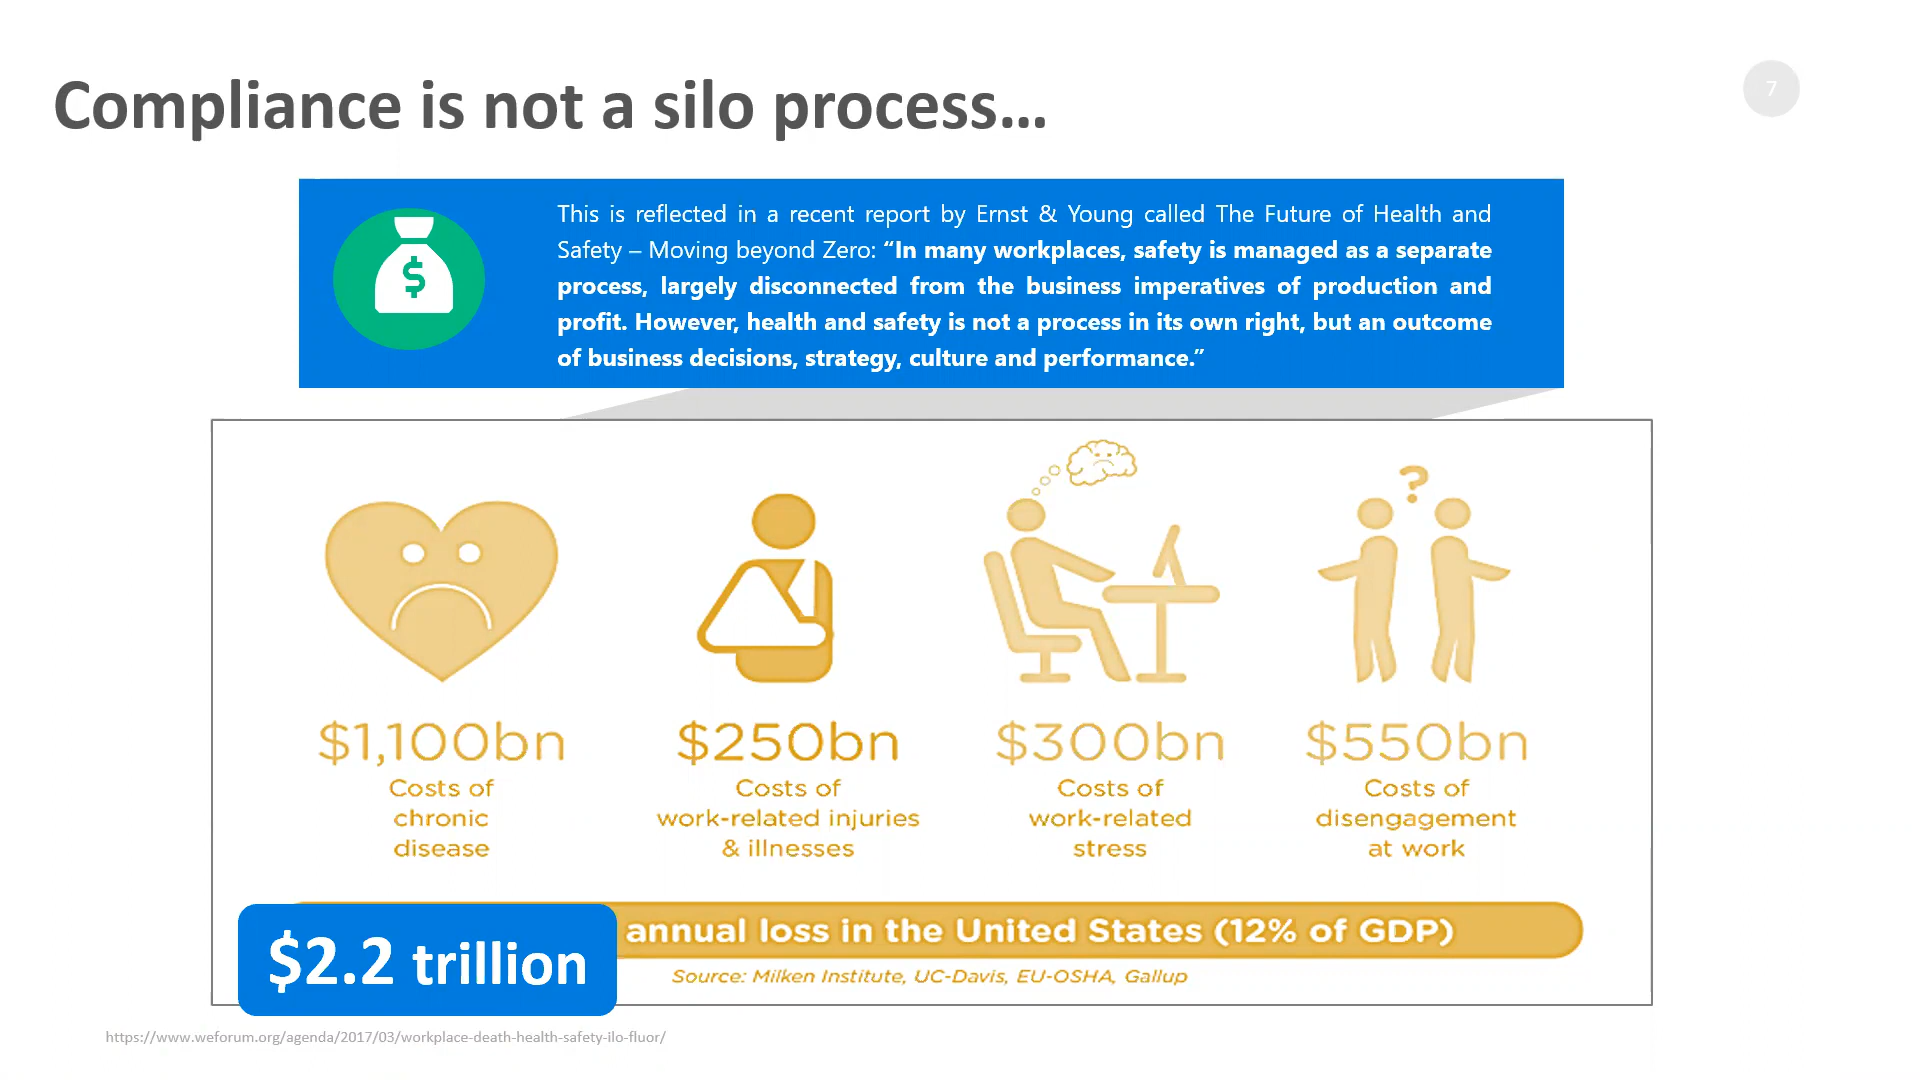 Compliance is not a silo process...
7
This is reflected in a recent report by Ernst & Young called The Future of Health and
Safety – Moving beyond Zero: “In many workplaces, safety is managed as a separate
process, largely disconnected from the business imperatives of production and
profit. However, health and safety is not a process in its own right, but an outcome
of business decisions, strategy, culture and performance.”
$
?
$1,100bn
Costs of
chronic
disease
$250bn
Costs of
work-related injuries
& illnesses
$300bn
Costs of
work-related
stress
$550bn
Costs of
disengagement
at work
$2.2 trillion
annual loss in the United States (12% of GDP)
Source: Milken Institute, UC-Davis, EU-OSHA, Gallup
https://www.weforum.org/agenda/2017/03/workplace-death-health-safety-ilo-fluor/